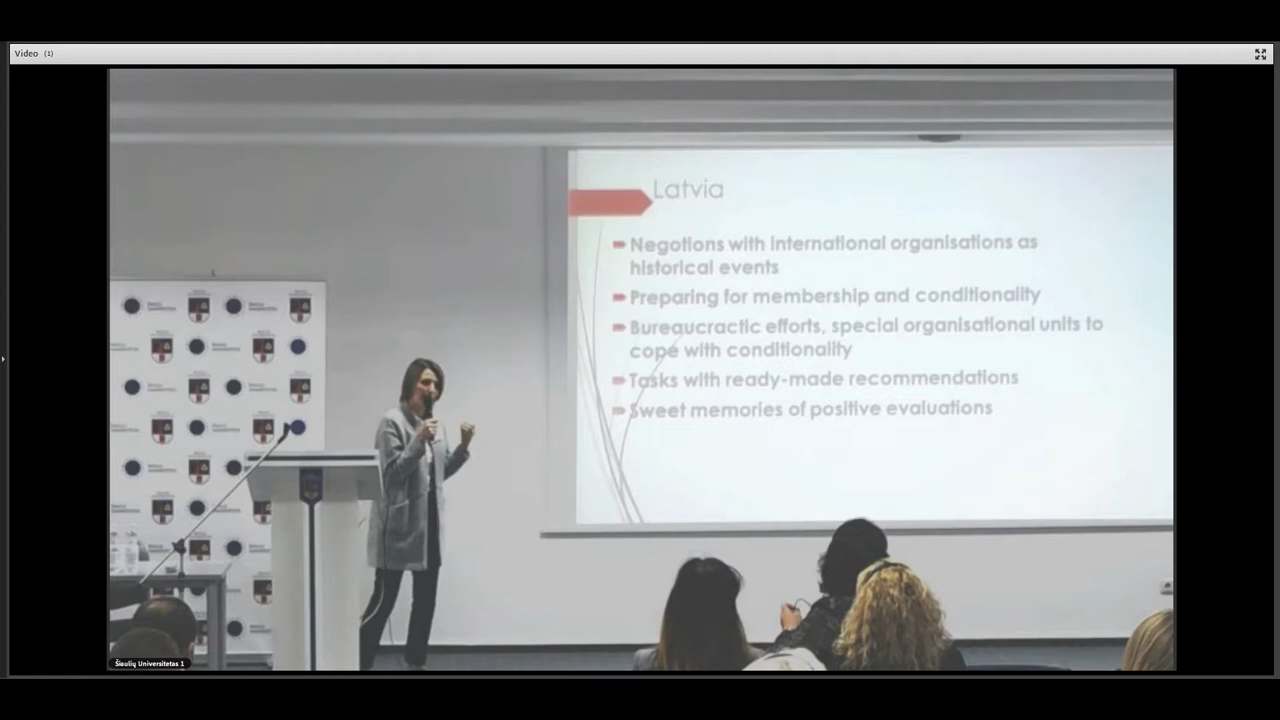 Video (1)
Latvia
Negotions with international organisations as
historical events
Preparing for membership and conditionality
Bureaucractic efforts, special organisational units to
cope with conditionality
Tasks with ready-made recommendations
Sweet memories of positive evaluations
Šiaulių Universitetas 1